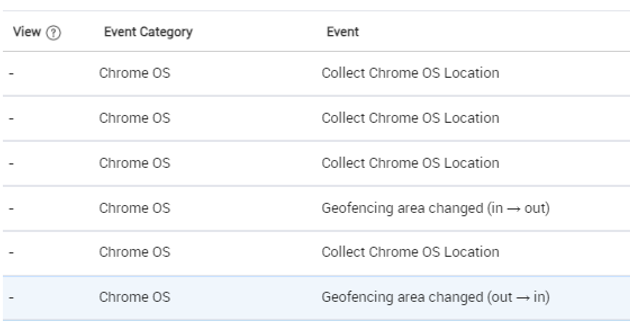 View ? Event Category Event
- Chrome OS Collect Chrome OS Location
- Chrome OS Collect Chrome OS Location
- Chrome OS Collect Chrome OS Location
- Chrome OS Geofencing area changed (in → out)
- Chrome OS Collect Chrome OS Location
- Chrome OS Geofencing area changed (out → in)